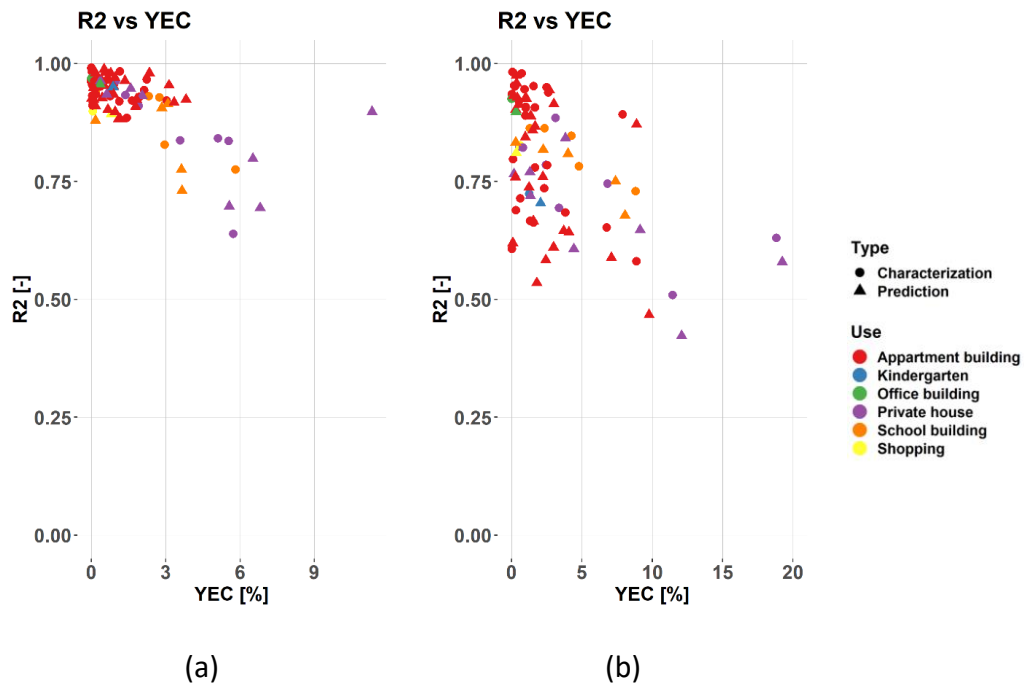 R2 vs YEC
1.00
0.75
0.50
0.25
0.00
R2 [-]
0 3 6 9
YEC [%]
(a)
R2 vs YEC
1.00
0.75
0.50
0.25
0.00
R2 [-]
0 5 10 15 20
YEC [%]
(b)
Type
Characterization
Prediction
Use
Appartment building
Kindergarten
Office building
Private house
School building
Shopping